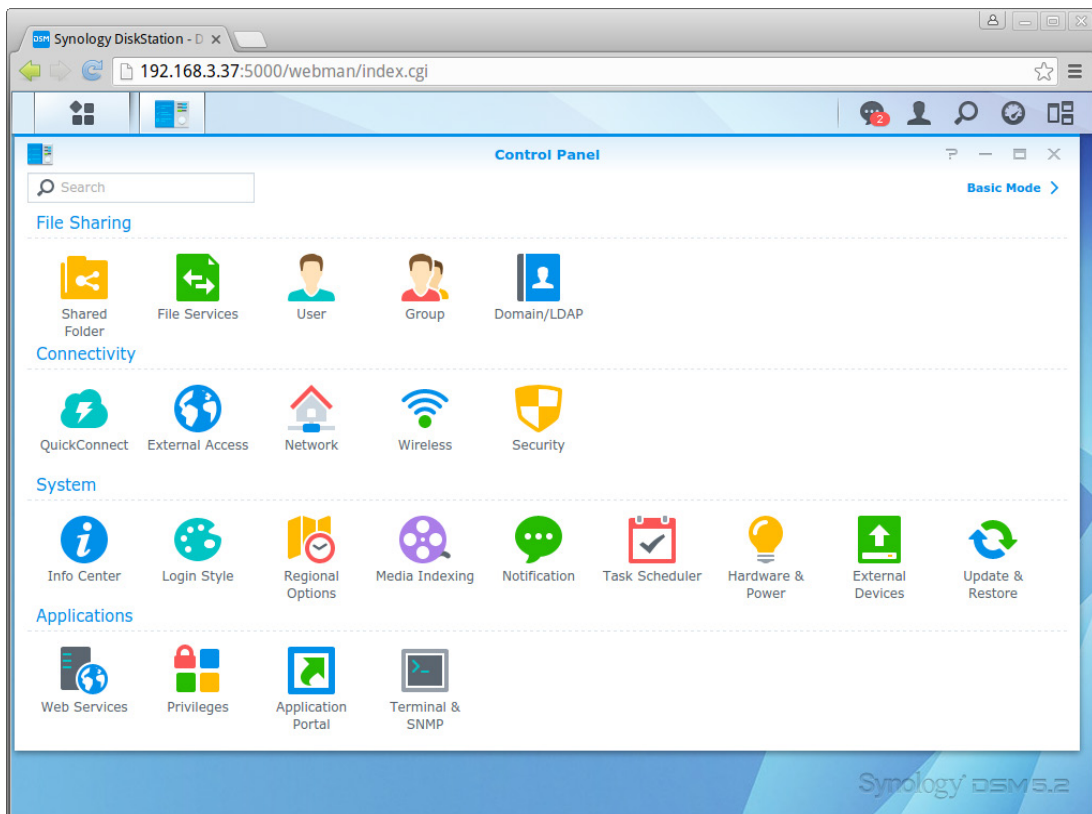 DSM Synology DiskStation - D
192.168.3.37:5000/webman/index.cgi
2
Control Panel
Search
Basic Mode
File Sharing
Shared Folder
File Services
User
Group
Domain/LDAP
Connectivity
QuickConnect
External Access
Network
Wireless
Security
System
Info Center
Login Style
Regional Options
Media Indexing
Notification
Task Scheduler
Hardware & Power
External Devices
Update & Restore
Applications
Web Services
Privileges
Application Portal
Terminal & SNMP
Synology DSM 5.2